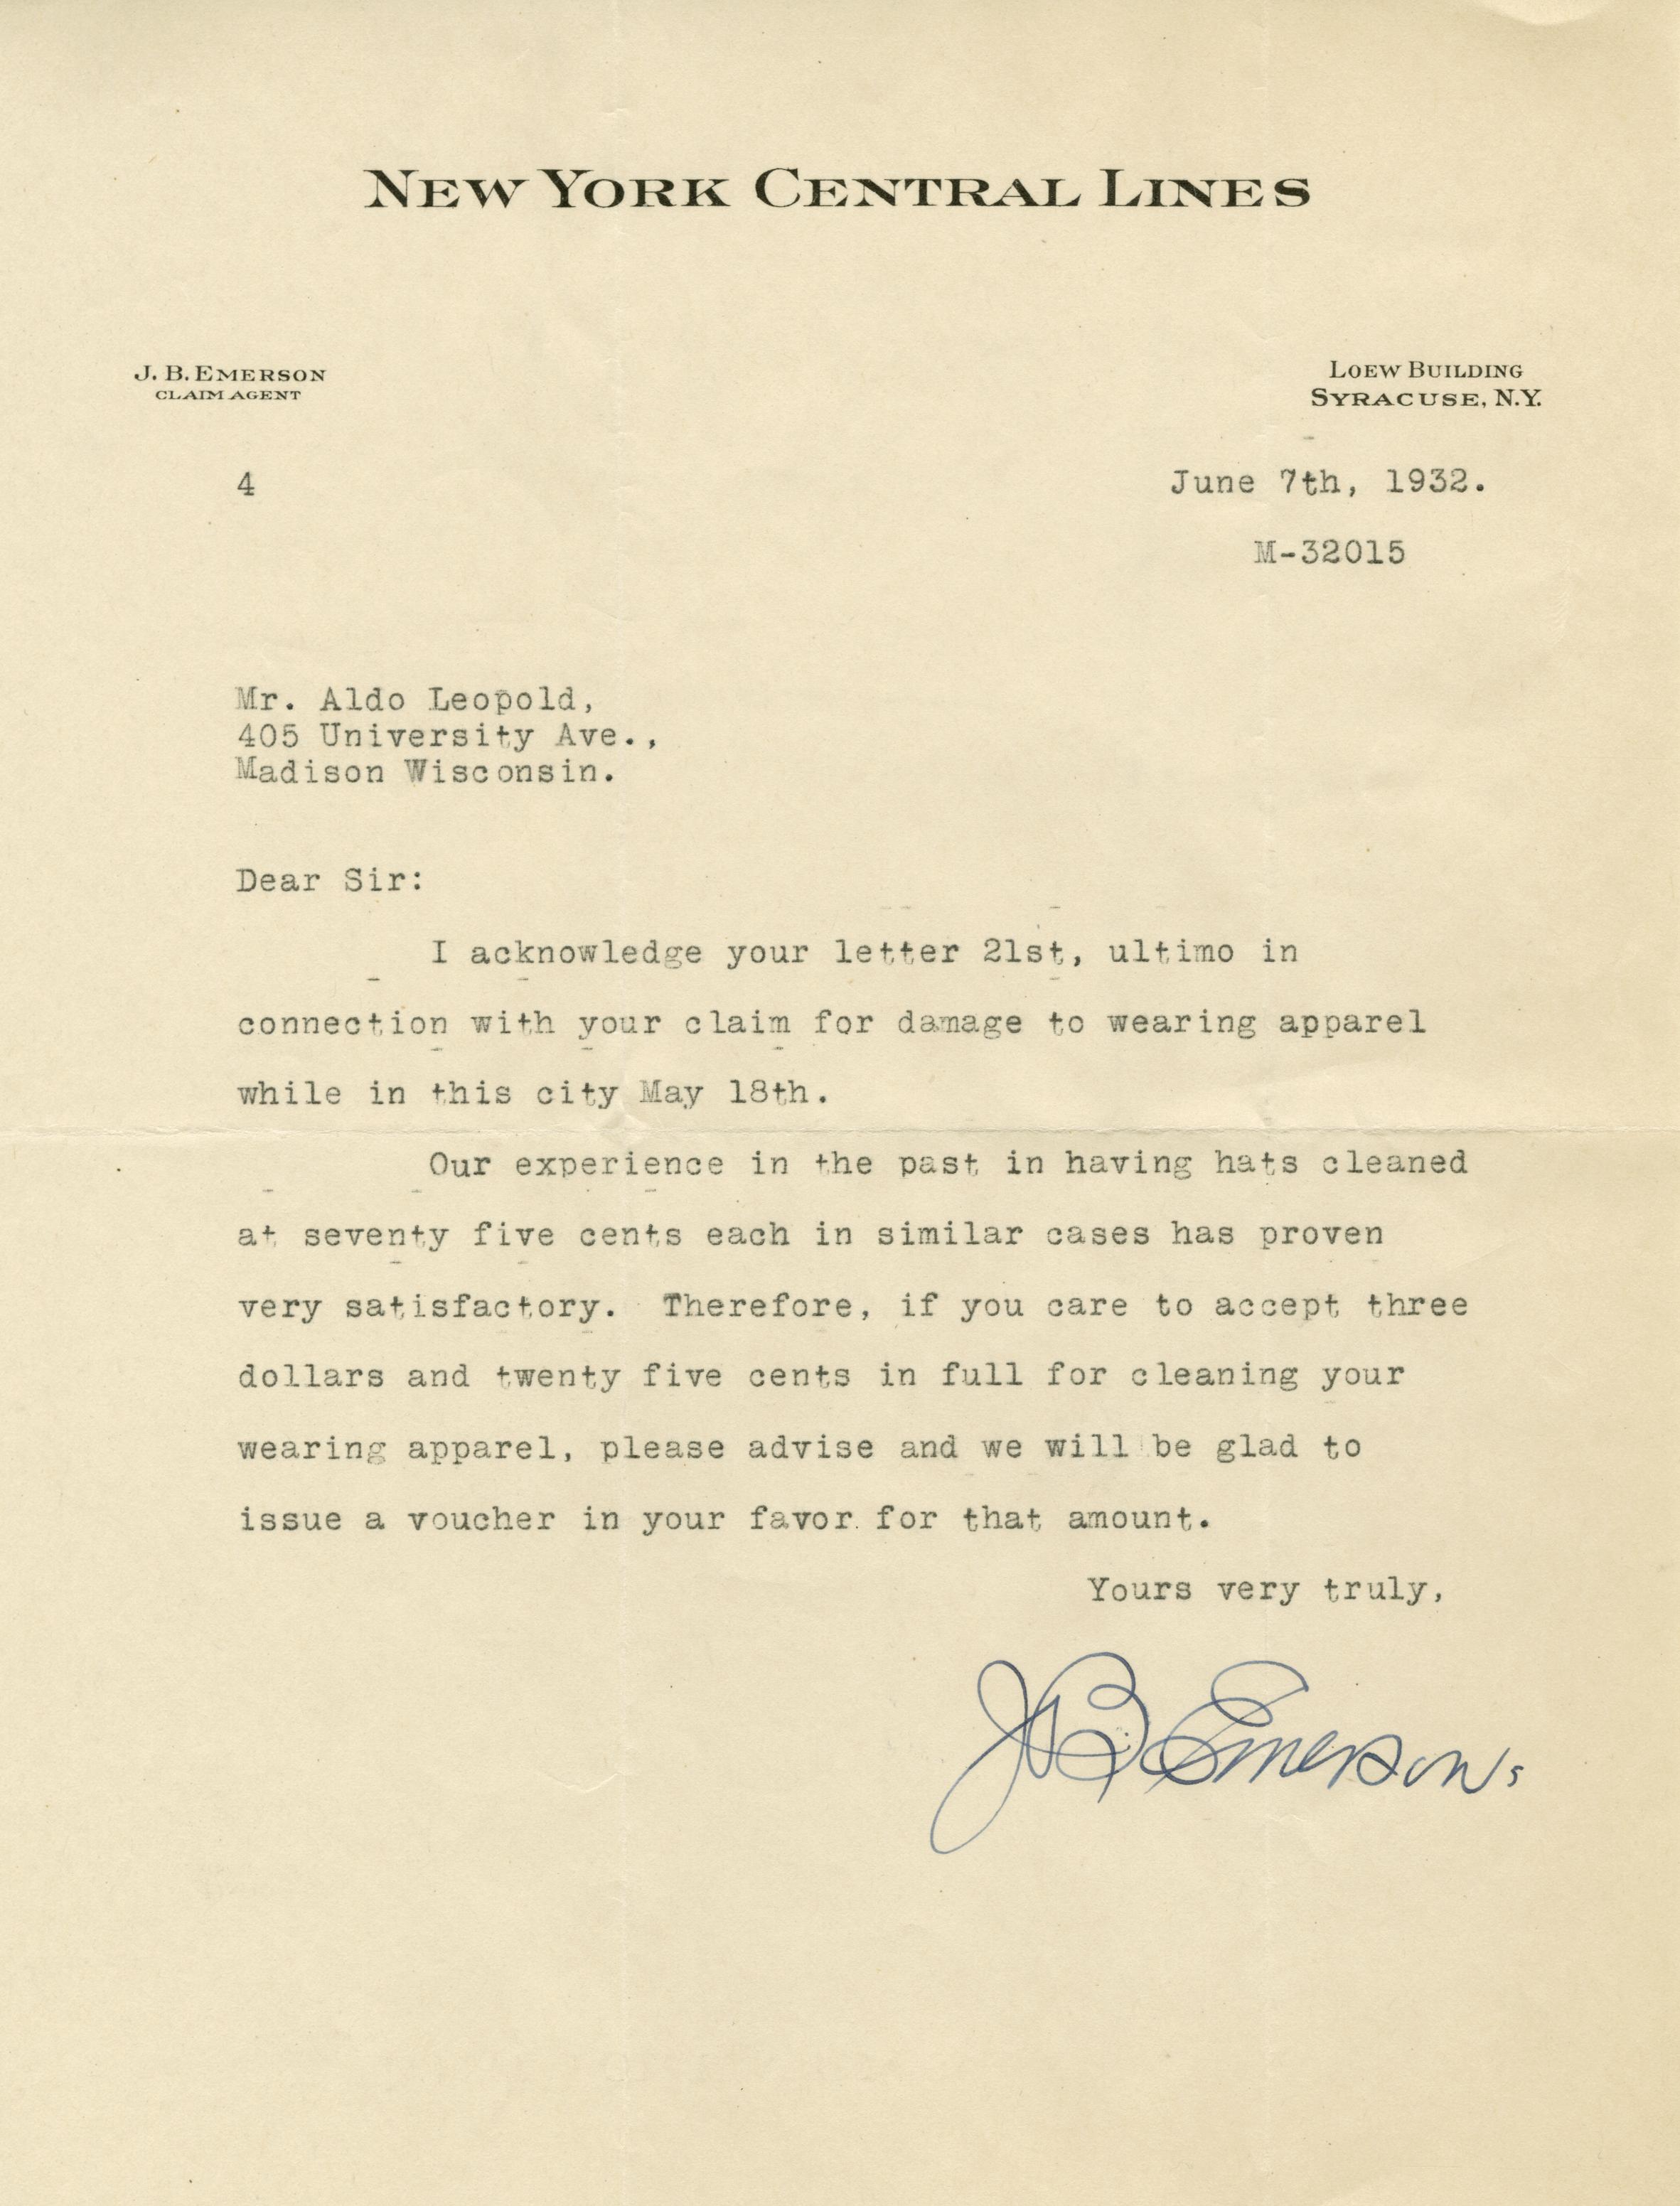 NEW YORK CENTRAL LINES
J. B. EMERSON
CLAIM AGENT
LOEW BUILDING
SYRACUSE, N.Y.
4
June 7th, 1932.
M-32015
Mr. Aldo Leopold,
405 University Ave.,
Madison Wisconsin.
Dear Sir:
I acknowledge your letter 21st, ultimo in
connection with your claim for damage to wearing apparel
while in this city May 18th.
Our experience in the past in having hats cleaned
at seventy five cents each in similar cases has proven
very satisfactory. Therefore, if you care to accept three
dollars and twenty five cents in full for cleaning your
wearing apparel, please advise and we will be glad to
issue a voucher in your favor for that amount.
Yours very truly,
J B Emerson